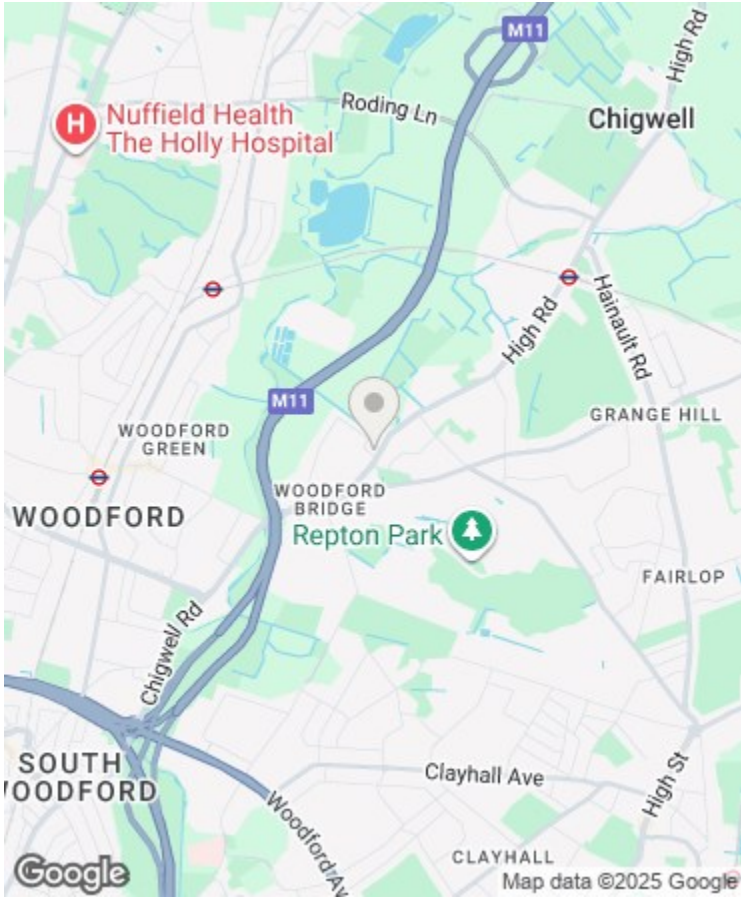 M11
High Rd
Roding Ln
Chigwell
H
Nuffield Health
The Holly Hospital
High Rd
Hainault Rd
M11
GRANGE HILL
WOODFORD
GREEN
WOODFORD
WOODFORD
BRIDGE
Repton Park
FAIRLOP
Chigwell Rd
SOUTH
WOODFORD
Clayhall Ave
High St
Woodford Av
CLAYHALL
Google
Map data ©2025 Google